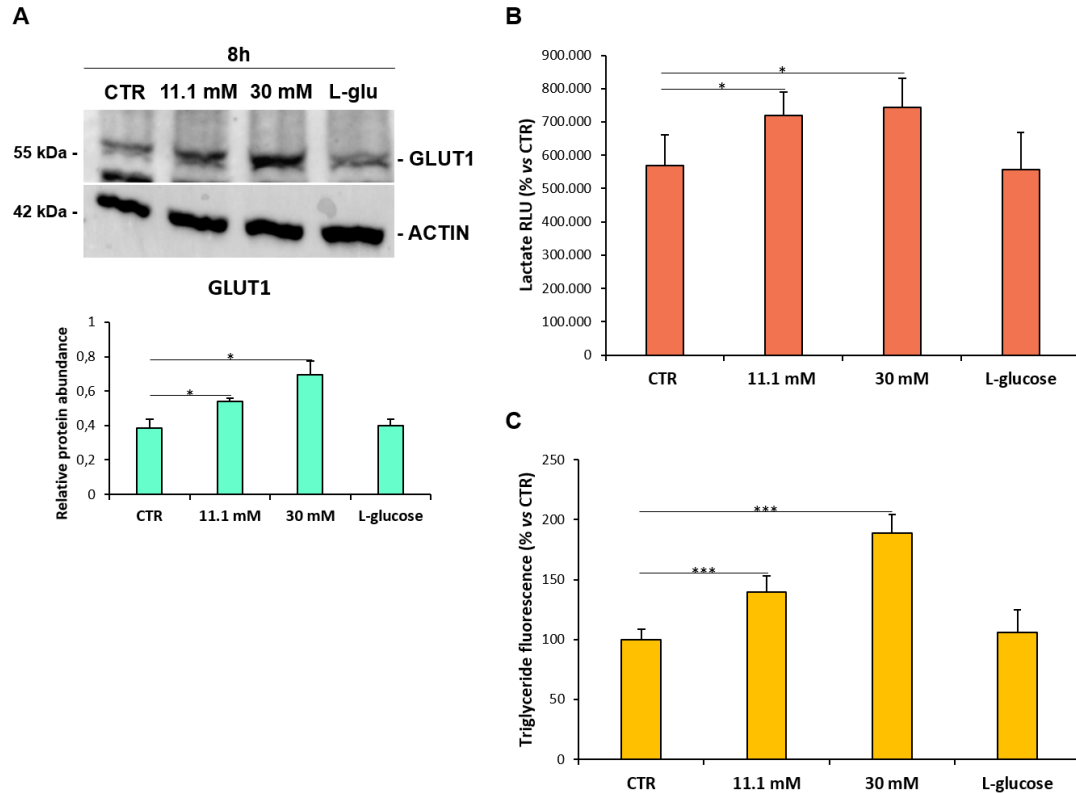 A
8h
CTR 11.1 mM 30 mM L-glu
55 kDa -
- GLUT1
42 kDa -
- ACTIN
GLUT1
Relative protein abundance
1
0,8
0,6
0,4
0,2
0
*
*
CTR 11.1 mM 30 mM L-glucose
B
Lactate RLU (% vs CTR)
900.000
800.000
700.000
600.000
500.000
400.000
300.000
200.000
100.000
0
*
*
CTR 11.1 mM 30 mM L-glucose
C
Triglyceride fluorescence (% vs CTR)
250
200
150
100
50
0
***
***
CTR 11.1 mM 30 mM L-glucose